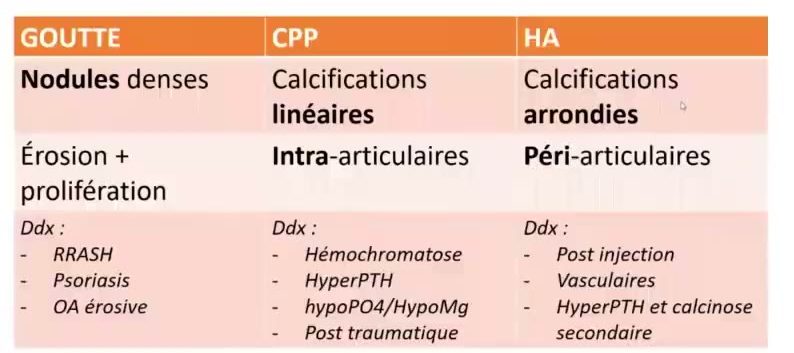 GOUTTE
CPP
HA
Nodules denses
Calcifications
linéaires
Calcifications
arrondies
Érosion +
prolifération
Intra-articulaires
Péri-articulaires
Ddx :
- RRASH
- Psoriasis
- OA érosive
Ddx :
- Hémochromatose
- HyperPTH
- hypoPO4/HypoMg
- Post traumatique
Ddx :
- Post injection
- Vasculaires
- HyperPTH et calcinose
secondaire